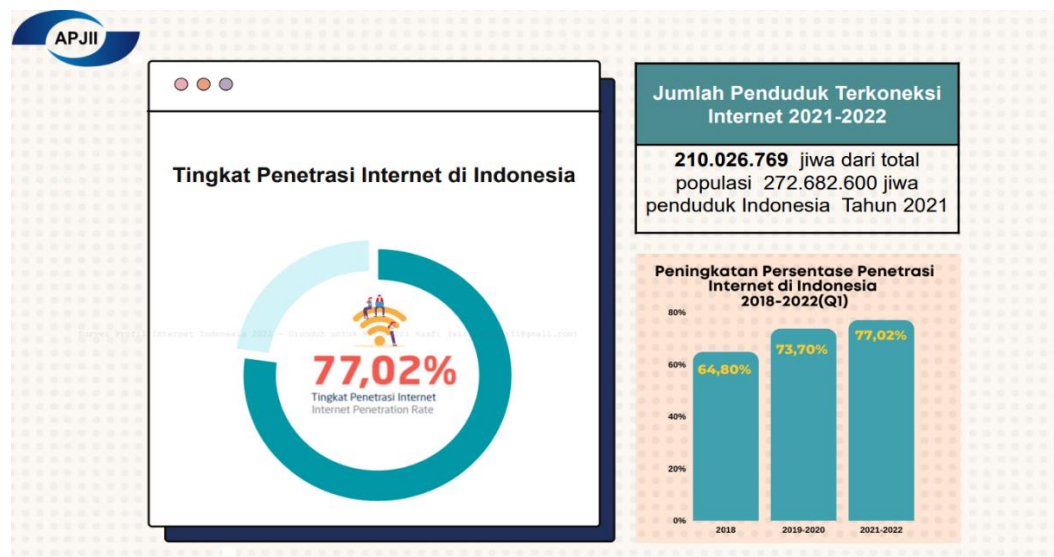 APJII
Tingkat Penetrasi Internet di Indonesia
77,02%
Tingkat Penetrasi Internet
Internet Penetration Rate
Jumlah Penduduk Terkoneksi
Internet 2021-2022
210.026.769 jiwa dari total
populasi 272.682.600 jiwa
penduduk Indonesia Tahun 2021
Peningkatan Persentase Penetrasi
Internet di Indonesia
2018-2022(Q1)
80%
60%
40%
20%
0%
64,80%
73,70%
77,02%
2018
2019-2020
2021-2022